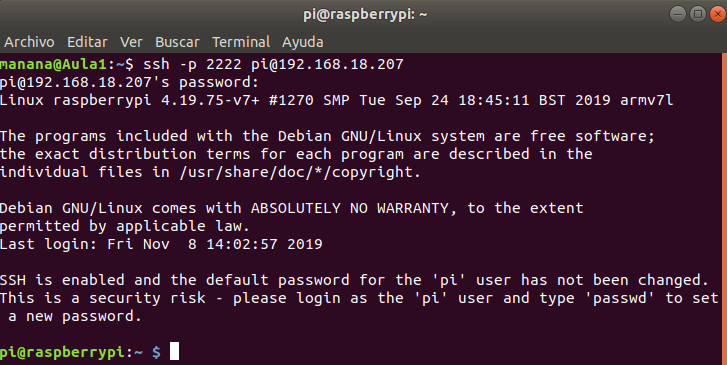 pi@raspberrypi: ~
Archivo Editar Ver Buscar Terminal Ayuda
manana@Aula1:~$ ssh -p 2222 pi@192.168.18.207
pi@192.168.18.207's password:
Linux raspberrypi 4.19.75-v7+ #1270 SMP Tue Sep 24 18:45:11 BST 2019 armv7l

The programs included with the Debian GNU/Linux system are free software;
the exact distribution terms for each program are described in the
individual files in /usr/share/doc/*/copyright.

Debian GNU/Linux comes with ABSOLUTELY NO WARRANTY, to the extent
permitted by applicable law.
Last login: Fri Nov  8 14:02:57 2019

SSH is enabled and the default password for the 'pi' user has not been changed.
This is a security risk - please login as the 'pi' user and type 'passwd' to set
 a new password.

pi@raspberrypi:~ $